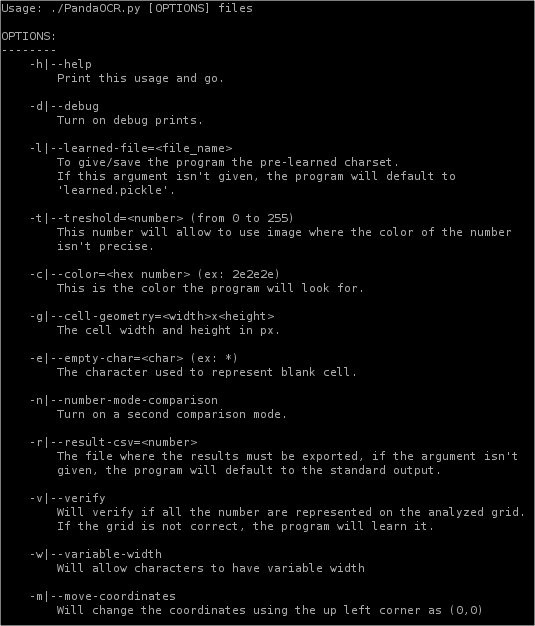 Usage: ./PandaOCR.py [OPTIONS] files
OPTIONS:
--------
-h|--help
Print this usage and go.
-d|--debug
Turn on debug prints.
-l|--learned-file=<file_name>
To give/save the program the pre-learned charset.
If this argument isn't given, the program will default to
'learned.pickle'.
-t|--treshold=<number> (from 0 to 255)
This number will allow to use image where the color of the number
isn't precise.
-c|--color=<hex number> (ex: 2e2e2e)
This is the color the program will look for.
-g|--cell-geometry=<width>x<height>
The cell width and height in px.
-e|--empty-char=<char> (ex: *)
The character used to represent blank cell.
-n|--number-mode-comparison
Turn on a second comparison mode.
-r|--result-csv=<number>
The file where the results must be exported, if the argument isn't
given, the program will default to the standard output.
-v|--verify
Will verify if all the number are represented on the analyzed grid.
If the grid is not correct, the program will learn it.
-w|--variable-width
Will allow characters to have variable width
-m|--move-coordinates
Will change the coordinates using the up left corner as (0,0)